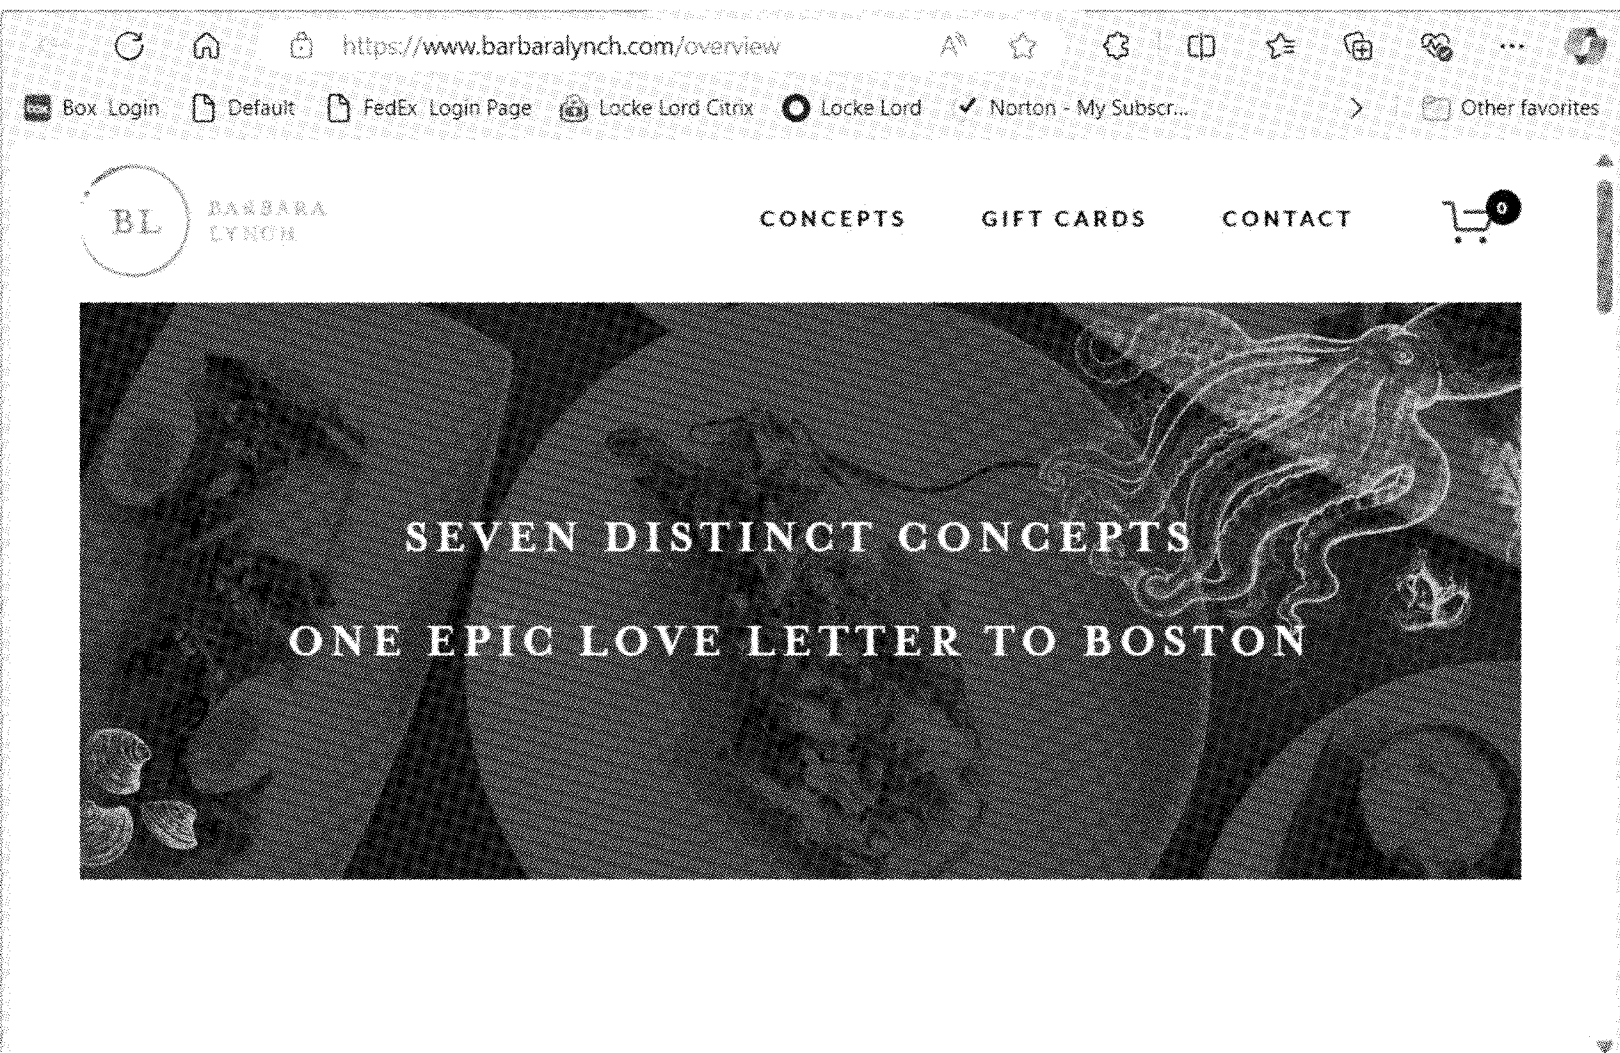 https://www.barbaralynch.com/overview
Box Login Default FedEx Login Page Locke Lord Citrix Locke Lord Norton - My Subscr... Other favorites
BL BARBARA LYNCH CONCEPTS GIFT CARDS CONTACT 0
SEVEN DISTINCT CONCEPTS
ONE EPIC LOVE LETTER TO BOSTON